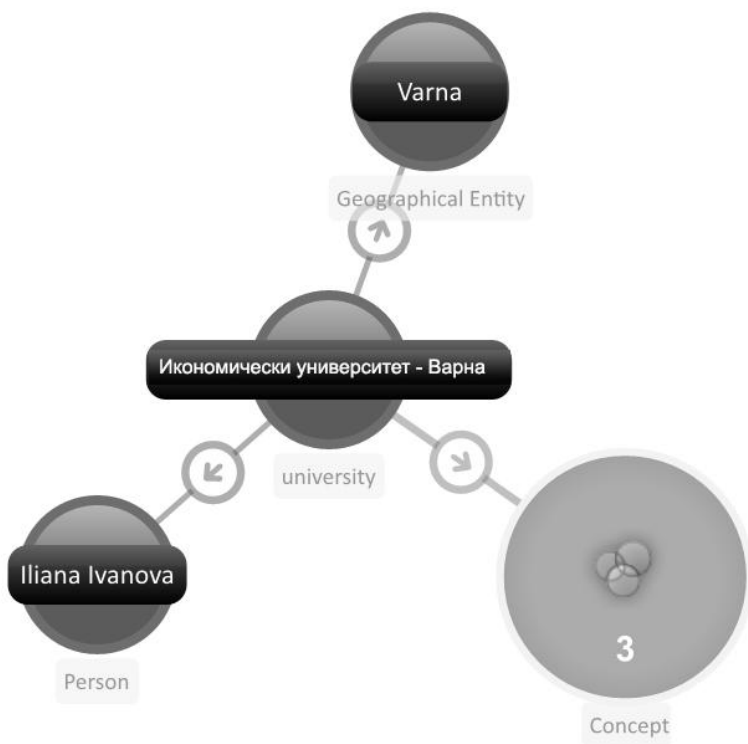 Varna
Geographical Entity
Икономически университет - Варна
university
Iliana Ivanova
Person
3
Concept